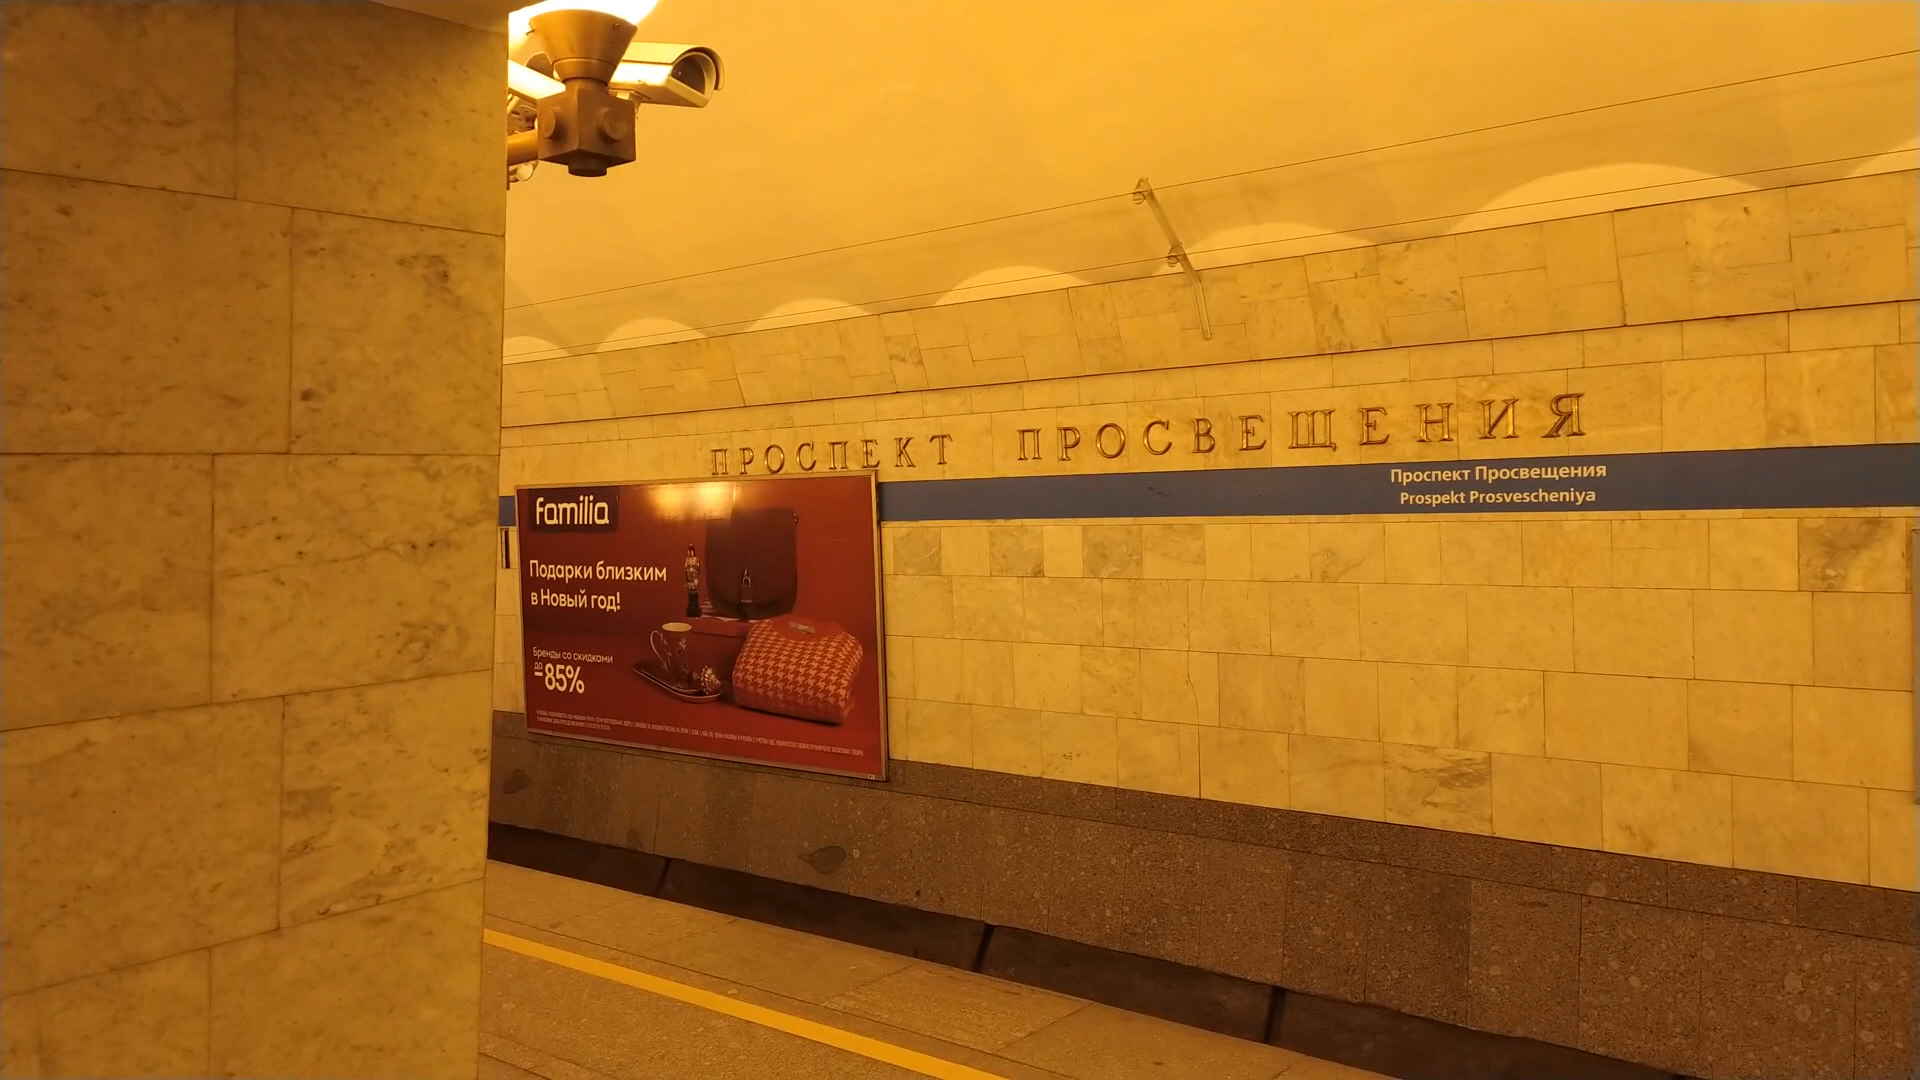 ПРОСПЕКТ ПРОСВЕЩЕНИЯ
Проспект Просвещения
Prospekt Prosvescheniya
familia
Подарки близким
в Новый год!
Бренды со скидками
до
-85%